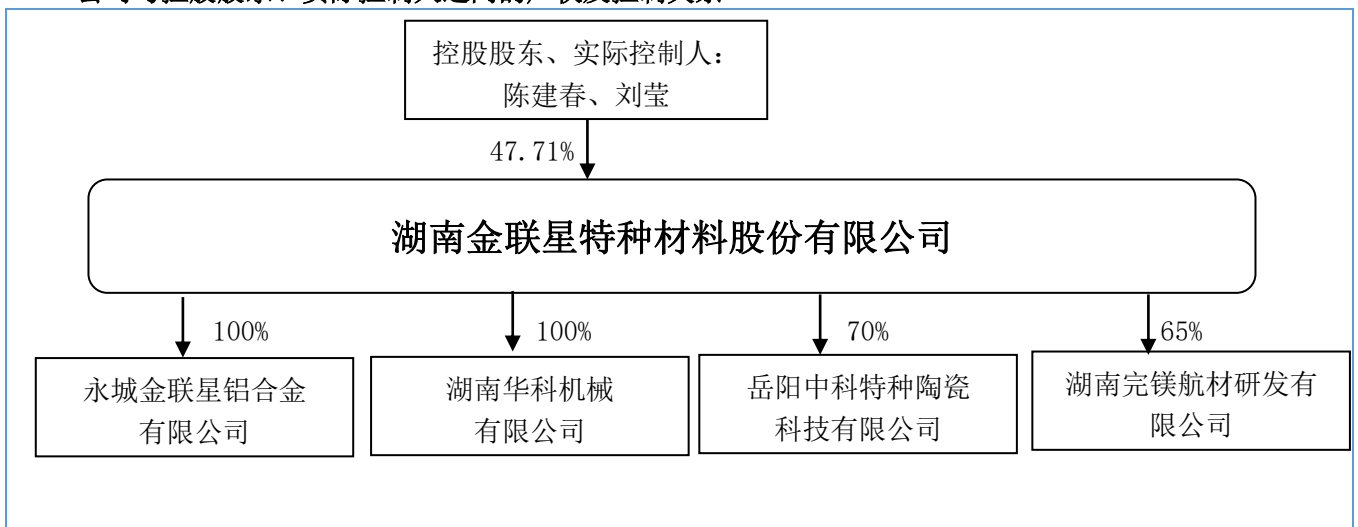 控股股东、实际控制人：
陈建春、刘莹
47.71%
湖南金联星特种材料股份有限公司
100%
100%
70%
65%
永城金联星铝合金
有限公司
湖南华科机械
有限公司
岳阳中科特种陶瓷
科技有限公司
湖南完镁航材研发有
限公司